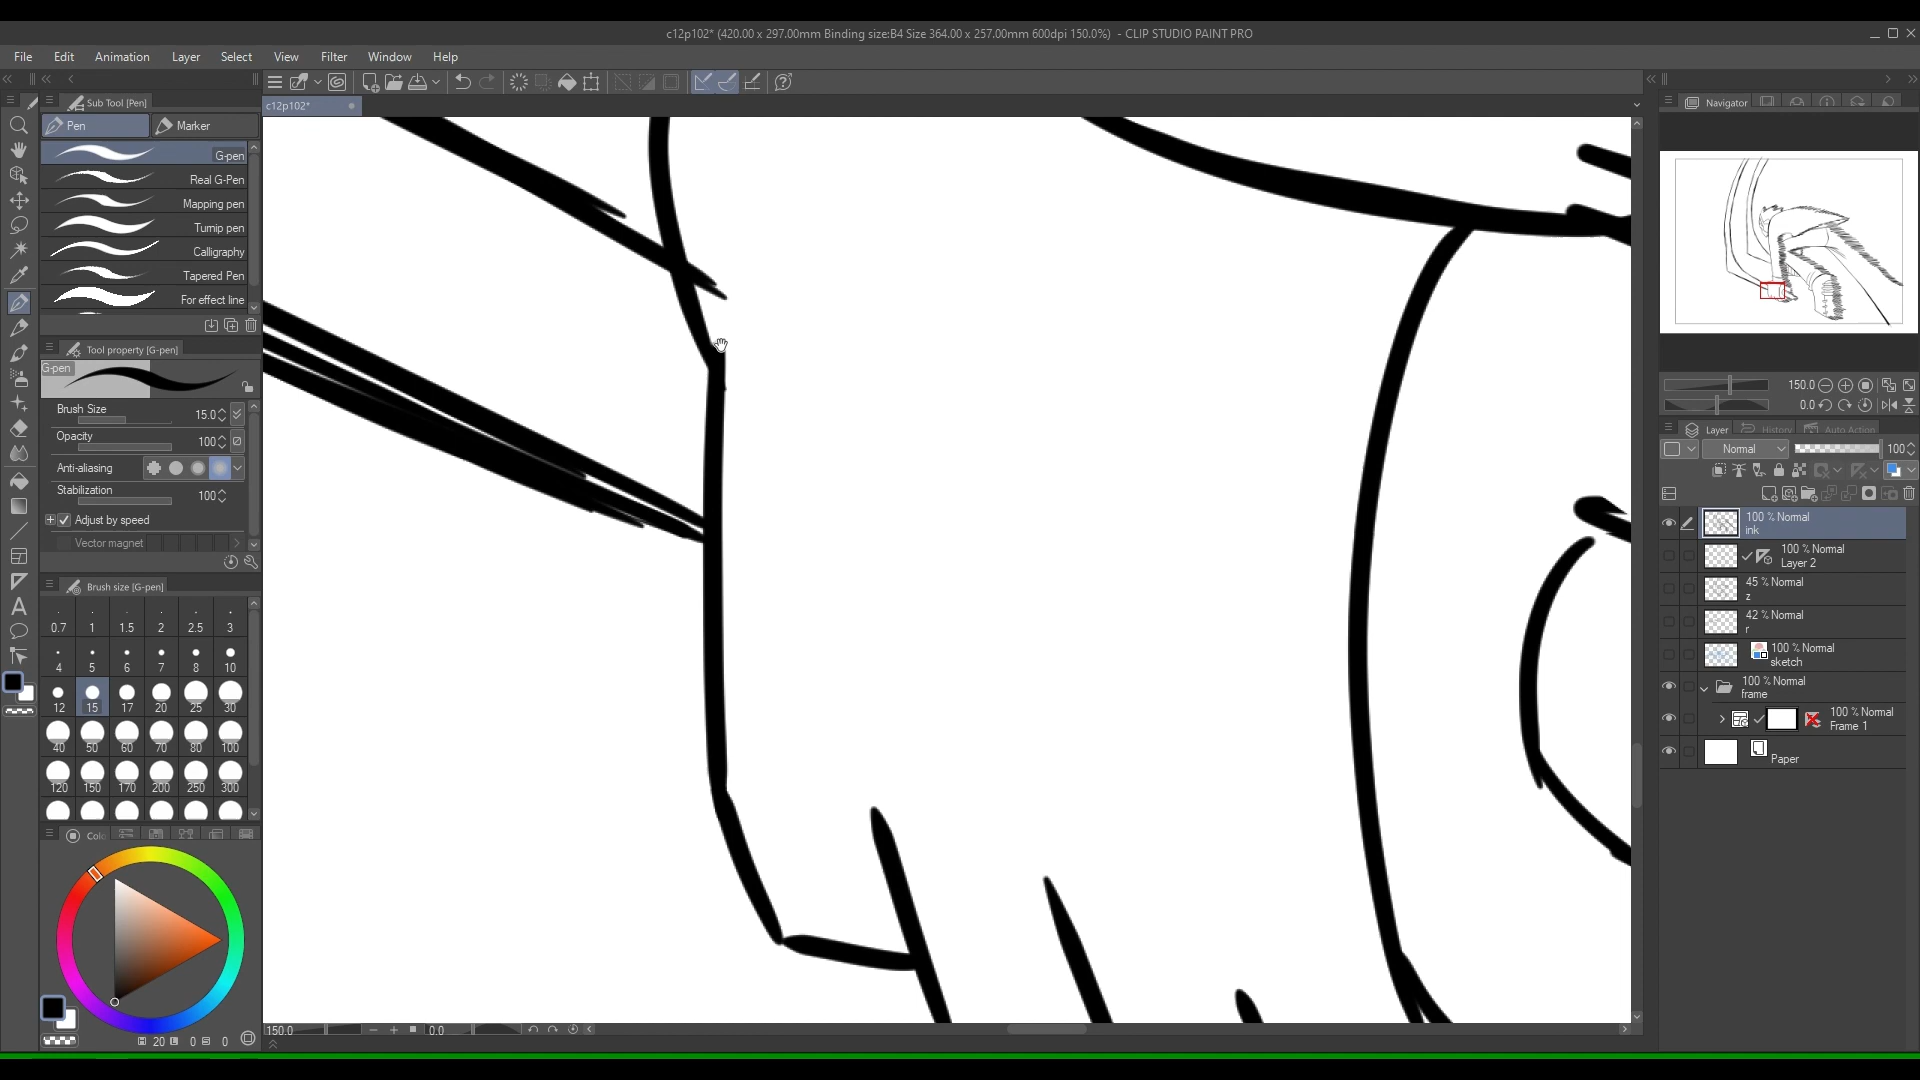 c12p102* (420.00 x 297.00mm Binding size:B4 Size 364.00 x 257.00mm 600dpi 150.0%) - CLIP STUDIO PAINT PRO
File Edit Animation Layer Select View Filter Window Help
Sub Tool [Pen]
c12p102*
Navigator
Pen Marker
G-pen
Real G-Pen
Mapping pen
Turnip pen
Calligraphy
Tapered Pen
For effect line
Tool property [G-pen]
G-pen
Brush Size 15.0
Opacity 100
Anti-aliasing
Stabilization 100
Adjust by speed
Vector magnet
Brush size [G-pen]
0.7 1 1.5 2 2.5 3
4 5 6 7 8 10
12 15 17 20 25 30
40 50 60 70 80 100
120 150 170 200 250 300
Colo
H 20 L 0 S 0
150.0 0.0
150.0
0.0
Layer History Auto Action
Normal 100
100 % Normal
ink
100 % Normal
Layer 2
45 % Normal
z
42 % Normal
r
100 % Normal
sketch
100 % Normal
frame
100 % Normal
Frame 1
Paper